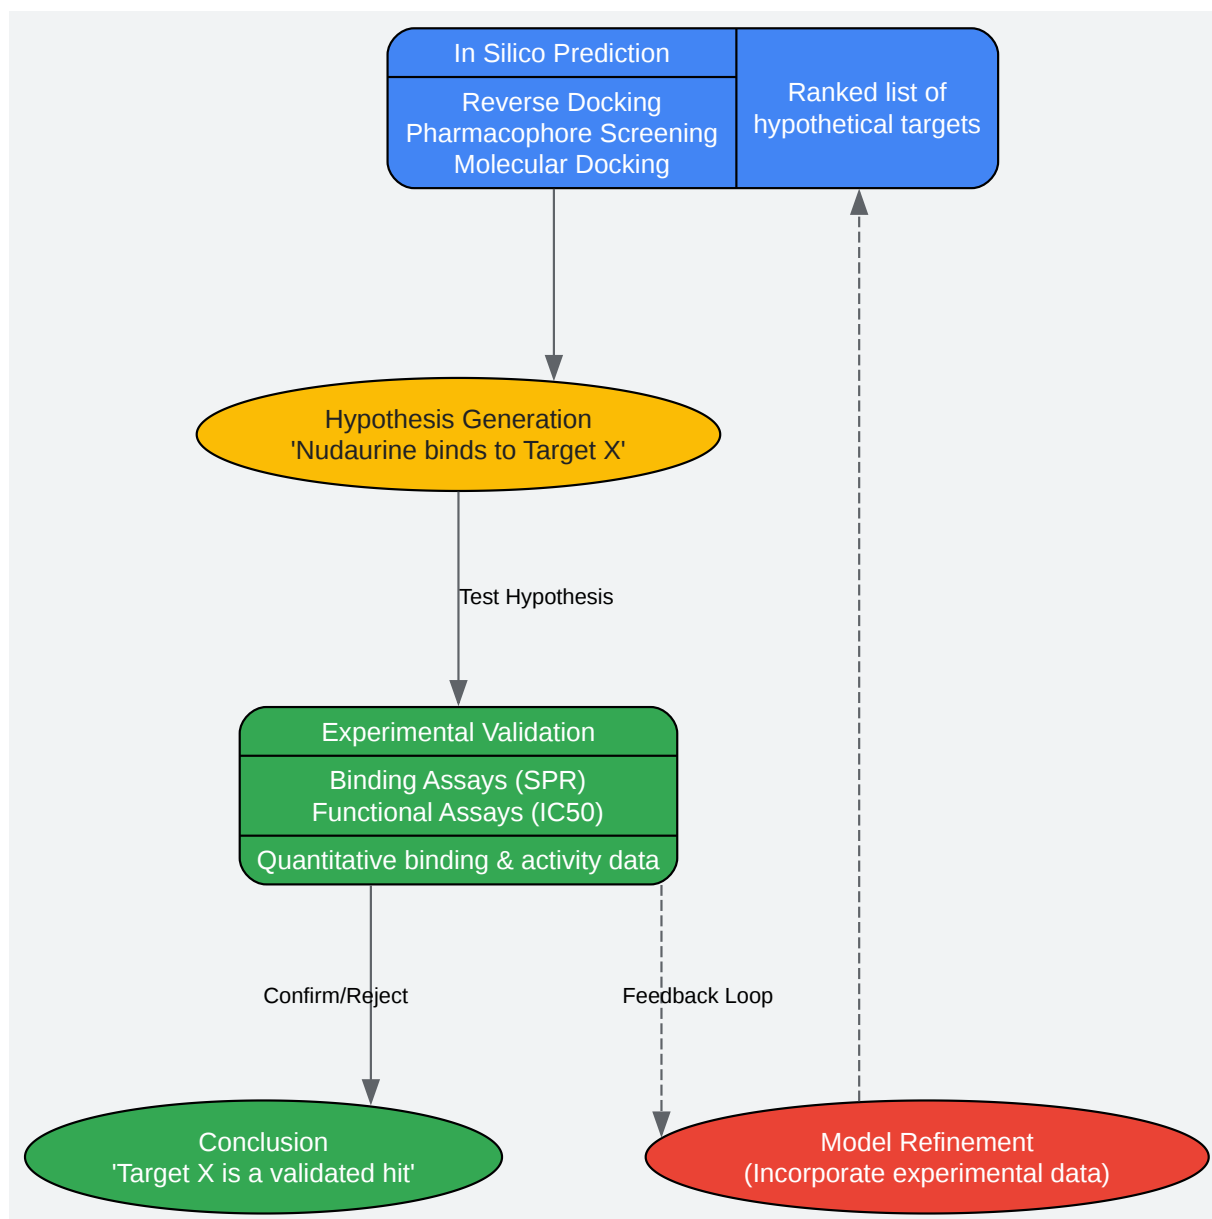 In Silico Prediction
Reverse Docking
Pharmacophore Screening
Molecular Docking
Ranked list of
hypothetical targets
Hypothesis Generation
'Nudaurine binds to Target X'
Test Hypothesis
Experimental Validation
Binding Assays (SPR)
Functional Assays (IC50)
Quantitative binding & activity data
Confirm/Reject
Feedback Loop
Conclusion
'Target X is a validated hit'
Model Refinement
(Incorporate experimental data)